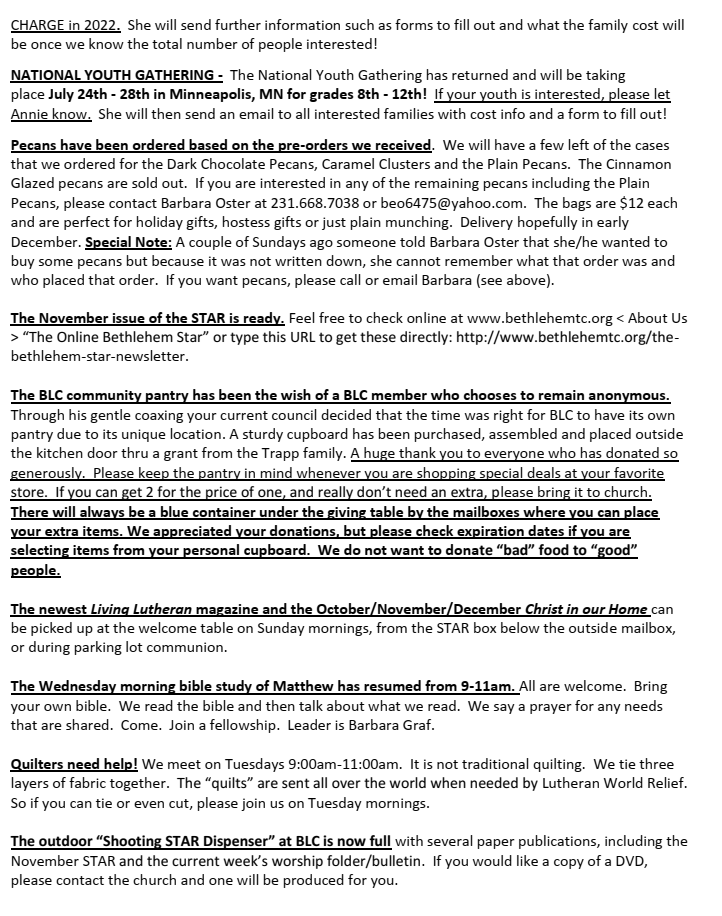 CHARGE in 2022.  She will send further information such as forms to fill out and what the family cost will
be once we know the total number of people interested!
NATIONAL YOUTH GATHERING -  The National Youth Gathering has returned and will be taking
place July 24th - 28th in Minneapolis, MN for grades 8th - 12th!  If your youth is interested, please let
Annie know.  She will then send an email to all interested families with cost info and a form to fill out!
Pecans have been ordered based on the pre-orders we received.  We will have a few left of the cases
that we ordered for the Dark Chocolate Pecans, Caramel Clusters and the Plain Pecans.  The Cinnamon
Glazed pecans are sold out.  If you are interested in any of the remaining pecans including the Plain
Pecans, please contact Barbara Oster at 231.668.7038 or beo6475@yahoo.com.  The bags are $12 each
and are perfect for holiday gifts, hostess gifts or just plain munching.  Delivery hopefully in early
December. Special Note: A couple of Sundays ago someone told Barbara Oster that she/he wanted to
buy some pecans but because it was not written down, she cannot remember what that order was and
who placed that order.  If you want pecans, please call or email Barbara (see above).
The November issue of the STAR is ready. Feel free to check online at www.bethlehemtc.org < About Us
> “The Online Bethlehem Star” or type this URL to get these directly: http://www.bethlehemtc.org/the-
bethlehem-star-newsletter.
The BLC community pantry has been the wish of a BLC member who chooses to remain anonymous.
Through his gentle coaxing your current council decided that the time was right for BLC to have its own
pantry due to its unique location. A sturdy cupboard has been purchased, assembled and placed outside
the kitchen door thru a grant from the Trapp family. A huge thank you to everyone who has donated so
generously.  Please keep the pantry in mind whenever you are shopping special deals at your favorite
store.  If you can get 2 for the price of one, and really don’t need an extra, please bring it to church.
There will always be a blue container under the giving table by the mailboxes where you can place
your extra items. We appreciated your donations, but please check expiration dates if you are
selecting items from your personal cupboard.  We do not want to donate “bad” food to “good”
people.
The newest Living Lutheran magazine and the October/November/December Christ in our Home can
be picked up at the welcome table on Sunday mornings, from the STAR box below the outside mailbox,
or during parking lot communion.
The Wednesday morning bible study of Matthew has resumed from 9-11am.  All are welcome.  Bring
your own bible.  We read the bible and then talk about what we read.  We say a prayer for any needs
that are shared.  Come.  Join a fellowship.  Leader is Barbara Graf.
Quilters need help! We meet on Tuesdays 9:00am-11:00am.  It is not traditional quilting.  We tie three
layers of fabric together.  The “quilts” are sent all over the world when needed by Lutheran World Relief.
So if you can tie or even cut, please join us on Tuesday mornings.
The outdoor “Shooting STAR Dispenser” at BLC is now full with several paper publications, including the
November STAR and the current week’s worship folder/bulletin.  If you would like a copy of a DVD,
please contact the church and one will be produced for you.